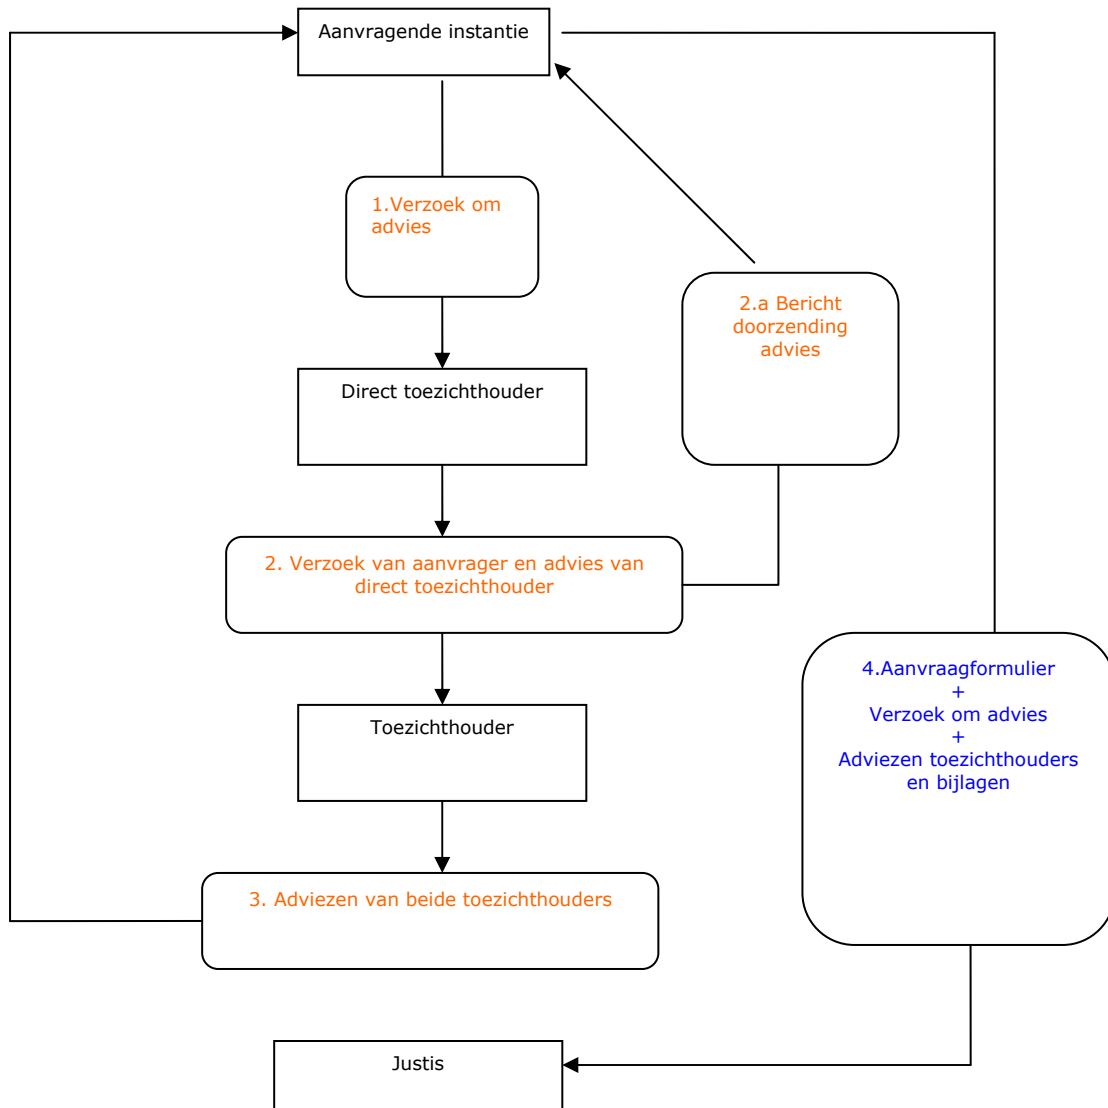 Aanvragende instantie
1.Verzoek om
advies
2.a Bericht
doorzending
advies
Direct toezichthouder
2. Verzoek van aanvrager en advies van
direct toezichthouder
4.Aanvraagformulier
+
Verzoek om advies
+
Adviezen toezichthouders
en bijlagen
Toezichthouder
3. Adviezen van beide toezichthouders
Justis